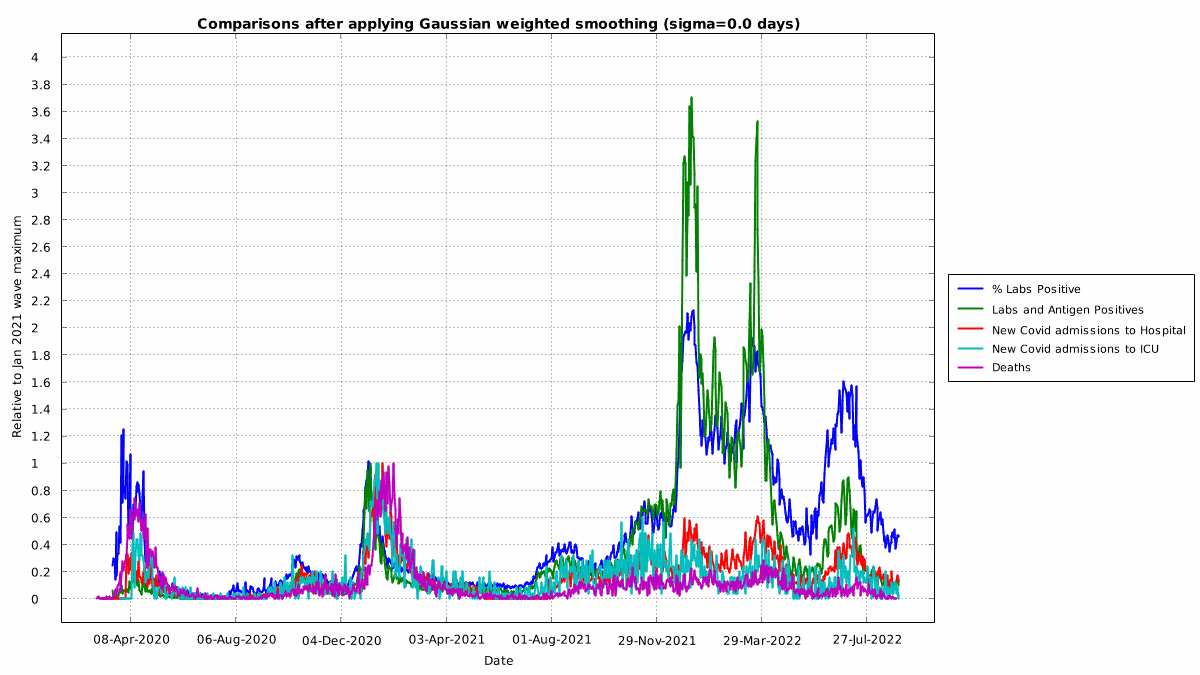 Comparisons after applying Gaussian weighted smoothing (sigma=0.0 days)
Relative to Jan 2021 wave maximum
4
3.8
3.6
3.4
3.2
3
2.8
2.6
2.4
2.2
2
1.8
1.6
1.4
1.2
1
0.8
0.6
0.4
0.2
0
08-Apr-2020
06-Aug-2020
04-Dec-2020
03-Apr-2021
01-Aug-2021
29-Nov-2021
29-Mar-2022
27-Jul-2022
Date
% Labs Positive
Labs and Antigen Positives
New Covid admissions to Hospital
New Covid admissions to ICU
Deaths